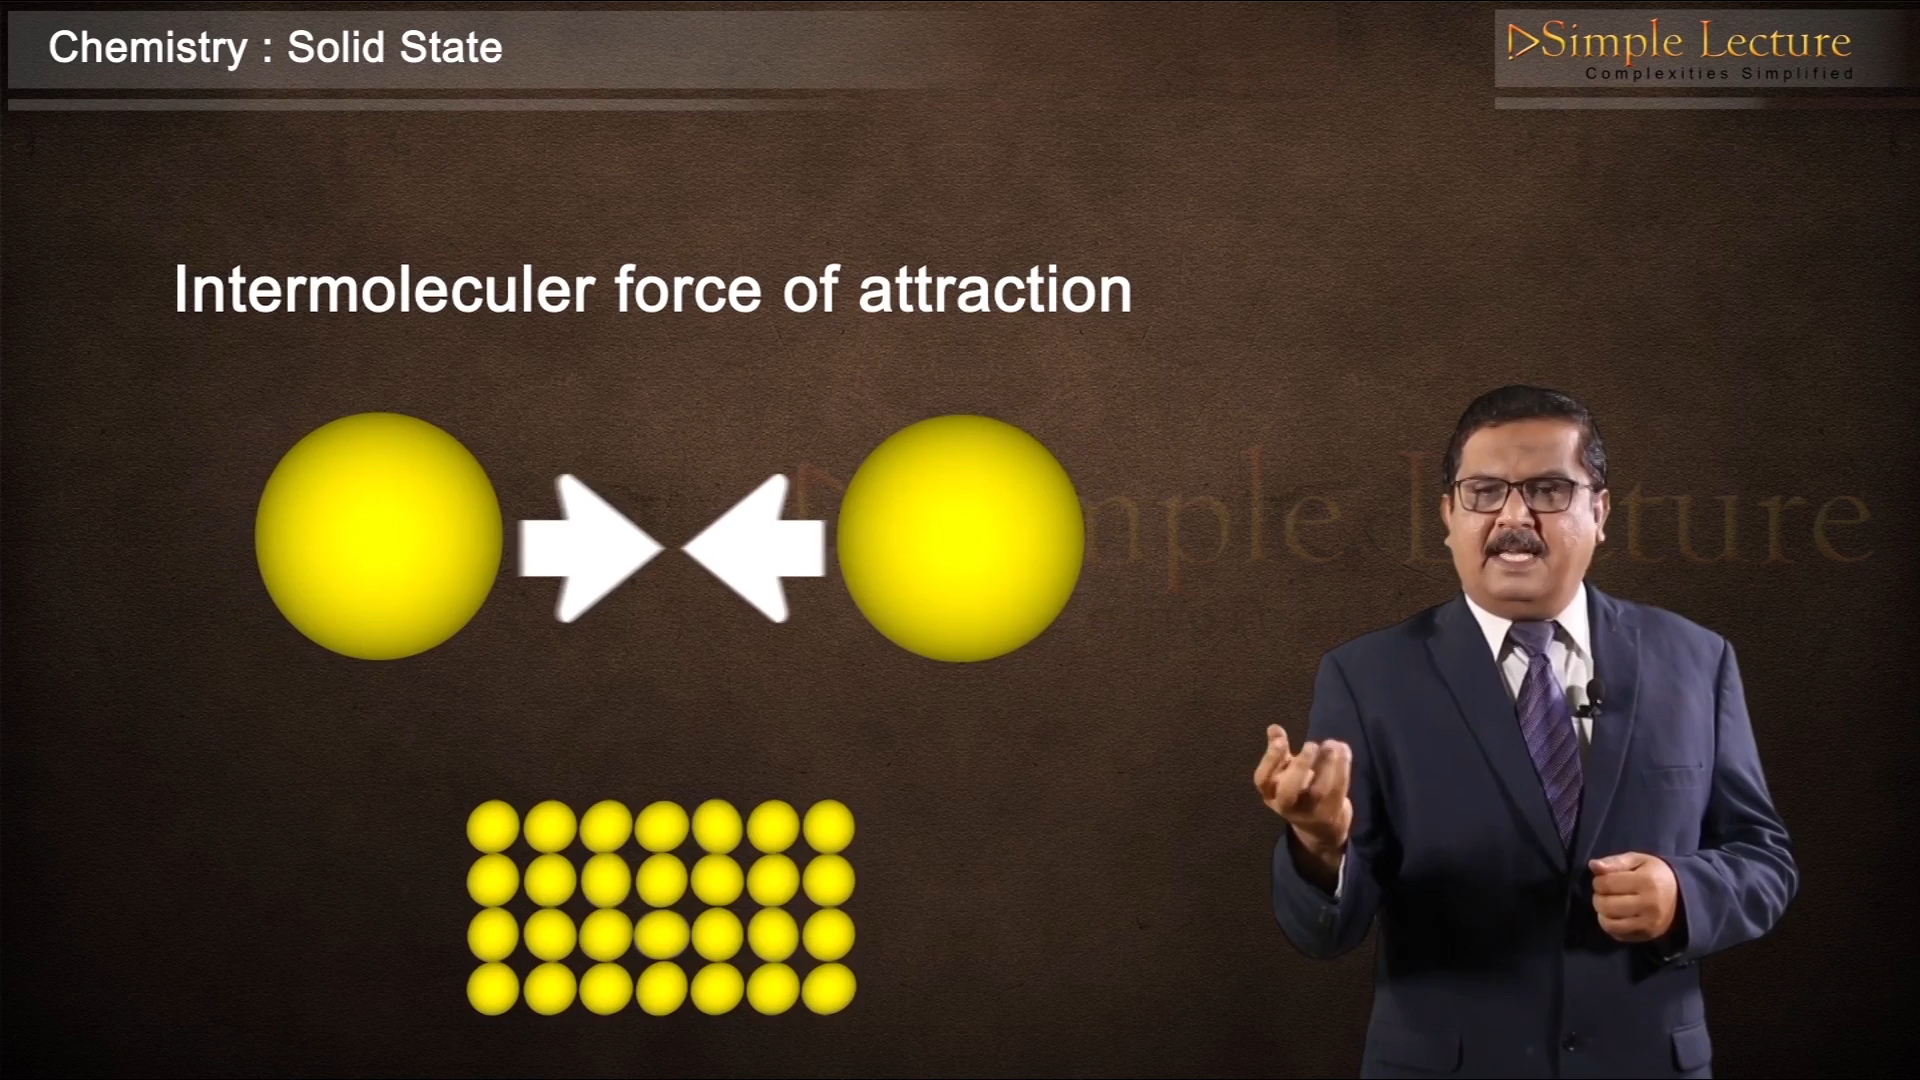 Chemistry : Solid State
Simple Lecture
Complexities Simplified
Intermoleculer force of attraction